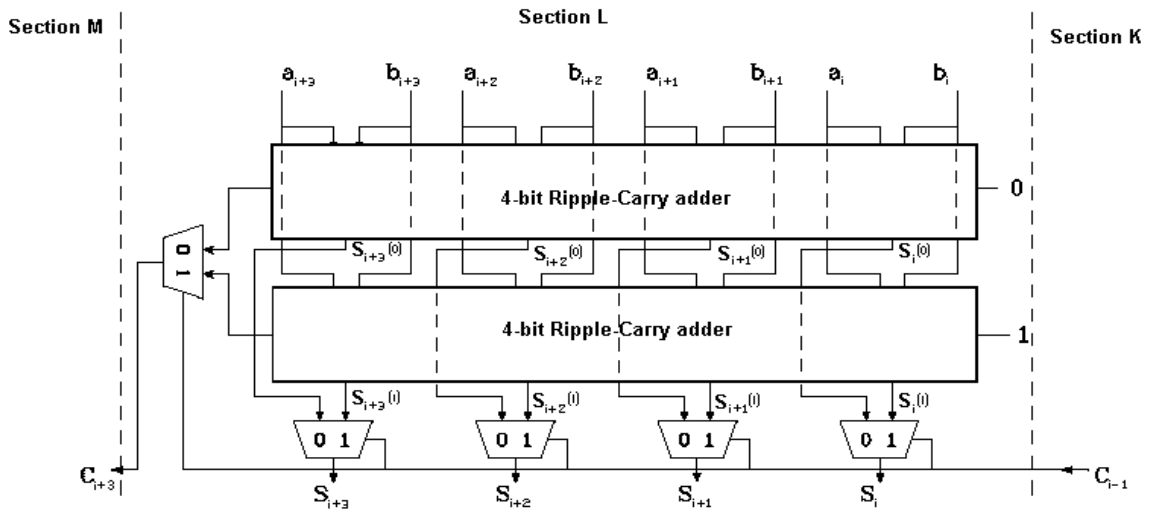 Section M Section L Section K
a_{i+3} b_{i+3} a_{i+2} b_{i+2} a_{i+1} b_{i+1} a_i b_i
4-bit Ripple-Carry adder 0
0 1
S_{i+3}^{(0)} S_{i+2}^{(0)} S_{i+1}^{(0)} S_i^{(0)}
4-bit Ripple-Carry adder 1
S_{i+3}^{(1)} S_{i+2}^{(1)} S_{i+1}^{(1)} S_i^{(1)}
0 1 0 1 0 1 0 1
C_{i+3} S_{i+3} S_{i+2} S_{i+1} S_i C_{i-1}